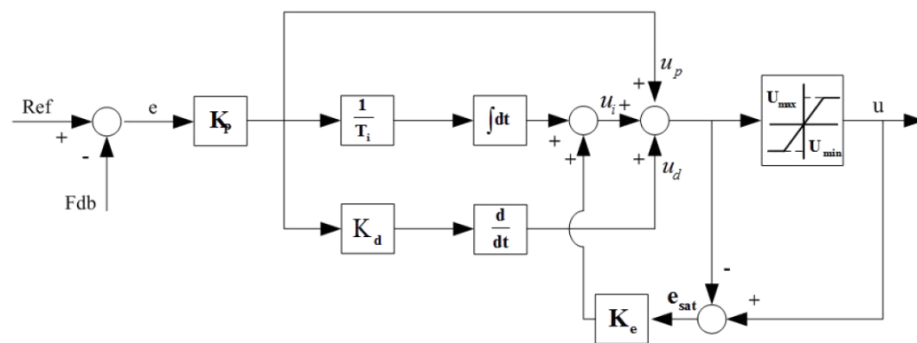 u_p
Ref
+
-
e
K_p
1
T_i
∫dt
+
+
u_i
+
+
+
u_d
U_max
U_min
u
Fdb
K_d
d
dt
-
+
e_sat
K_e